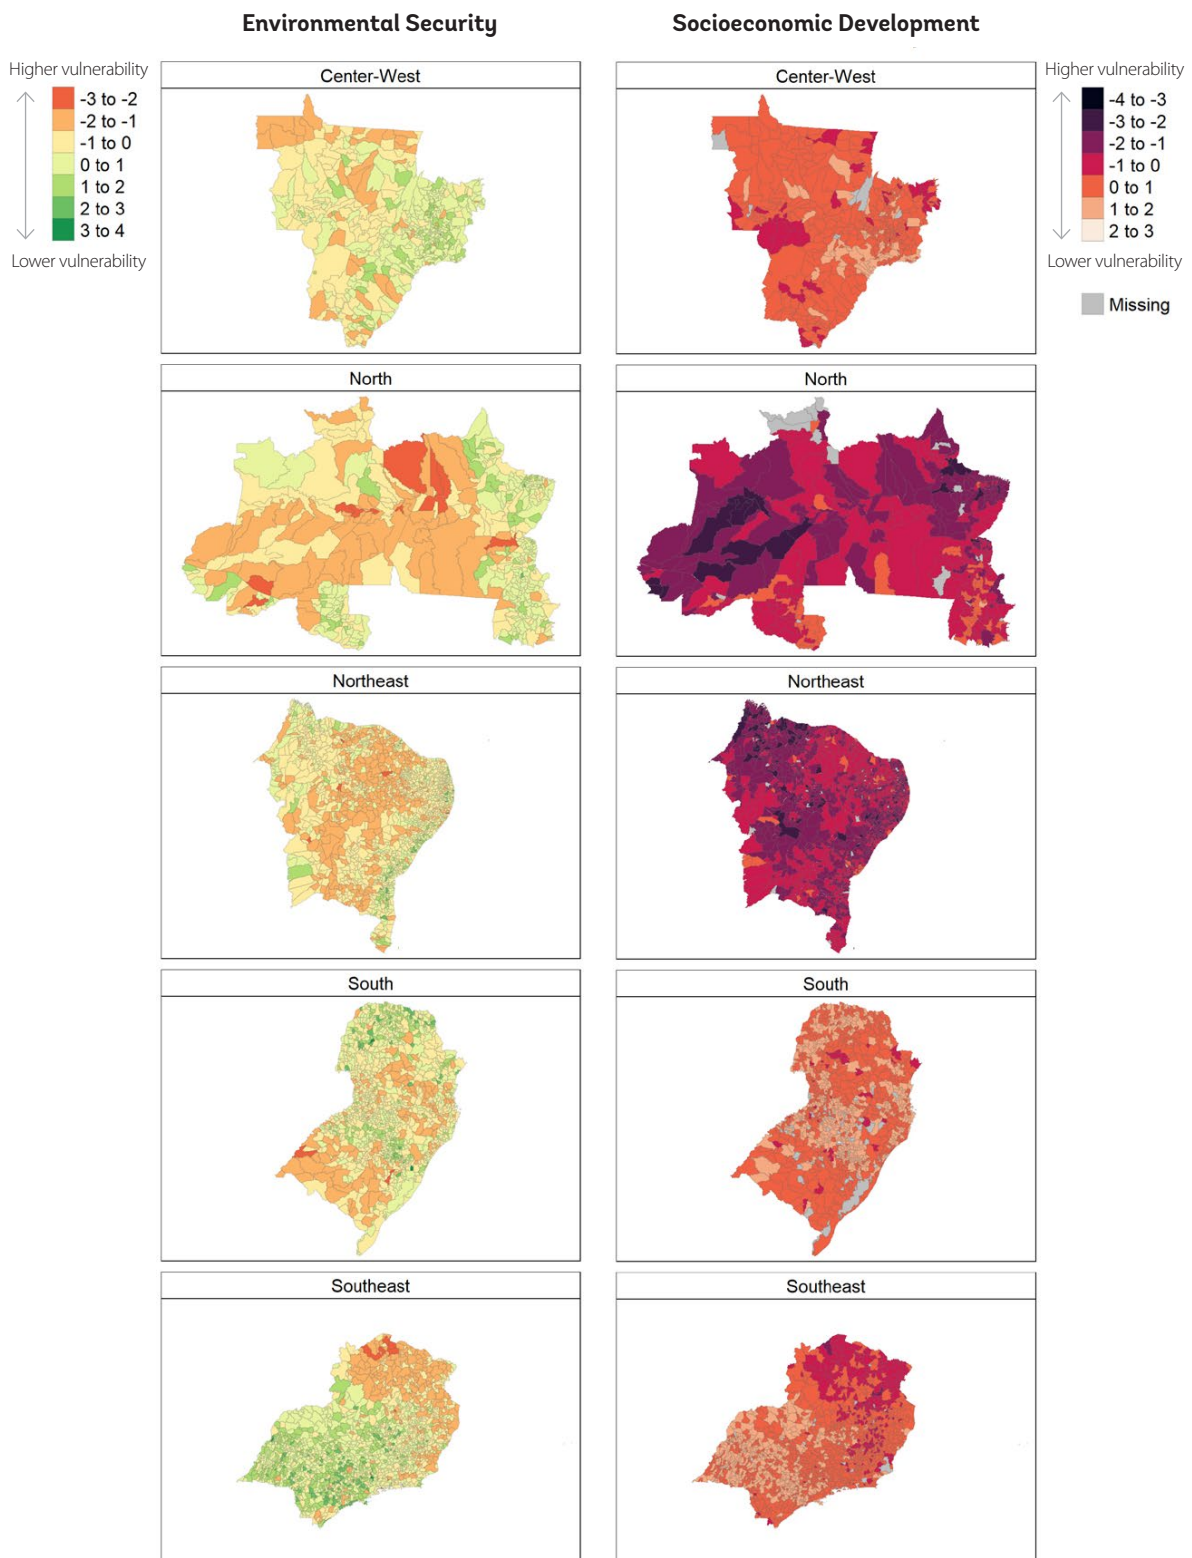 Environmental Security
Socioeconomic Development
Higher vulnerability
-3 to -2
-2 to -1
-1 to 0
0 to 1
1 to 2
2 to 3
3 to 4
Lower vulnerability
Center-West
Center-West
Higher vulnerability
-4 to -3
-3 to -2
-2 to -1
-1 to 0
0 to 1
1 to 2
2 to 3
Lower vulnerability
Missing
North
North
Northeast
Northeast
South
South
Southeast
Southeast